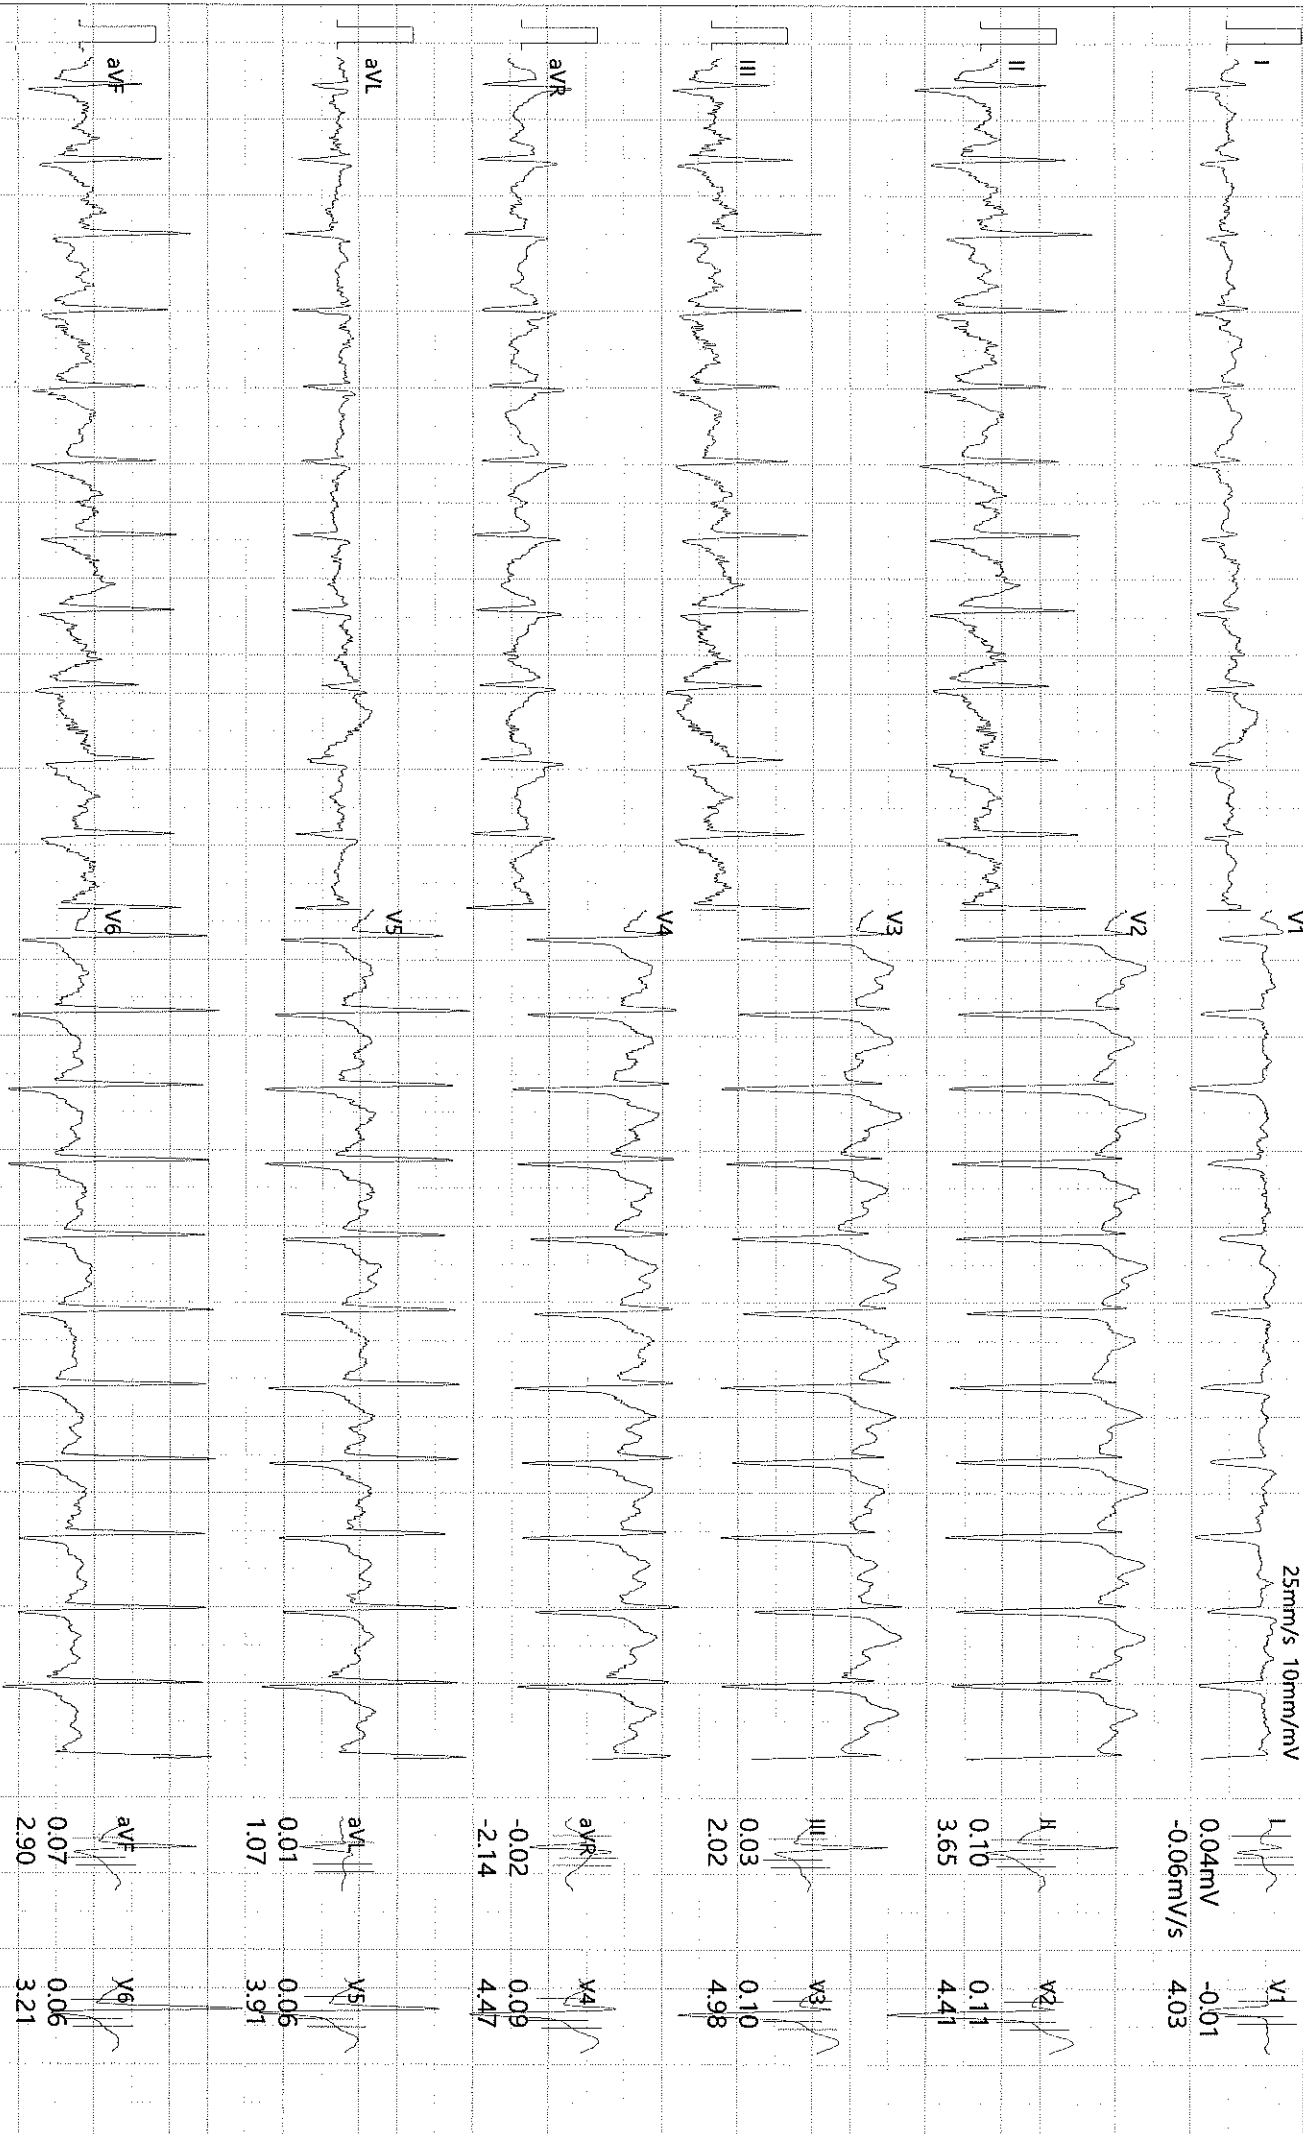 25mm/s 10mm/mV
I
II
III
aVR
aVL
aVF
V1
V2
V3
V4
V5
V6
I
0.04mV
-0.06mV/s
II
0.10
3.65
III
0.03
2.02
aVR
-0.02
-2.14
aVL
0.01
1.07
aVF
0.07
2.90
V1
-0.01
4.03
V2
0.11
4.41
V3
0.10
4.98
V4
0.09
4.47
V5
0.06
3.91
V6
0.06
3.21